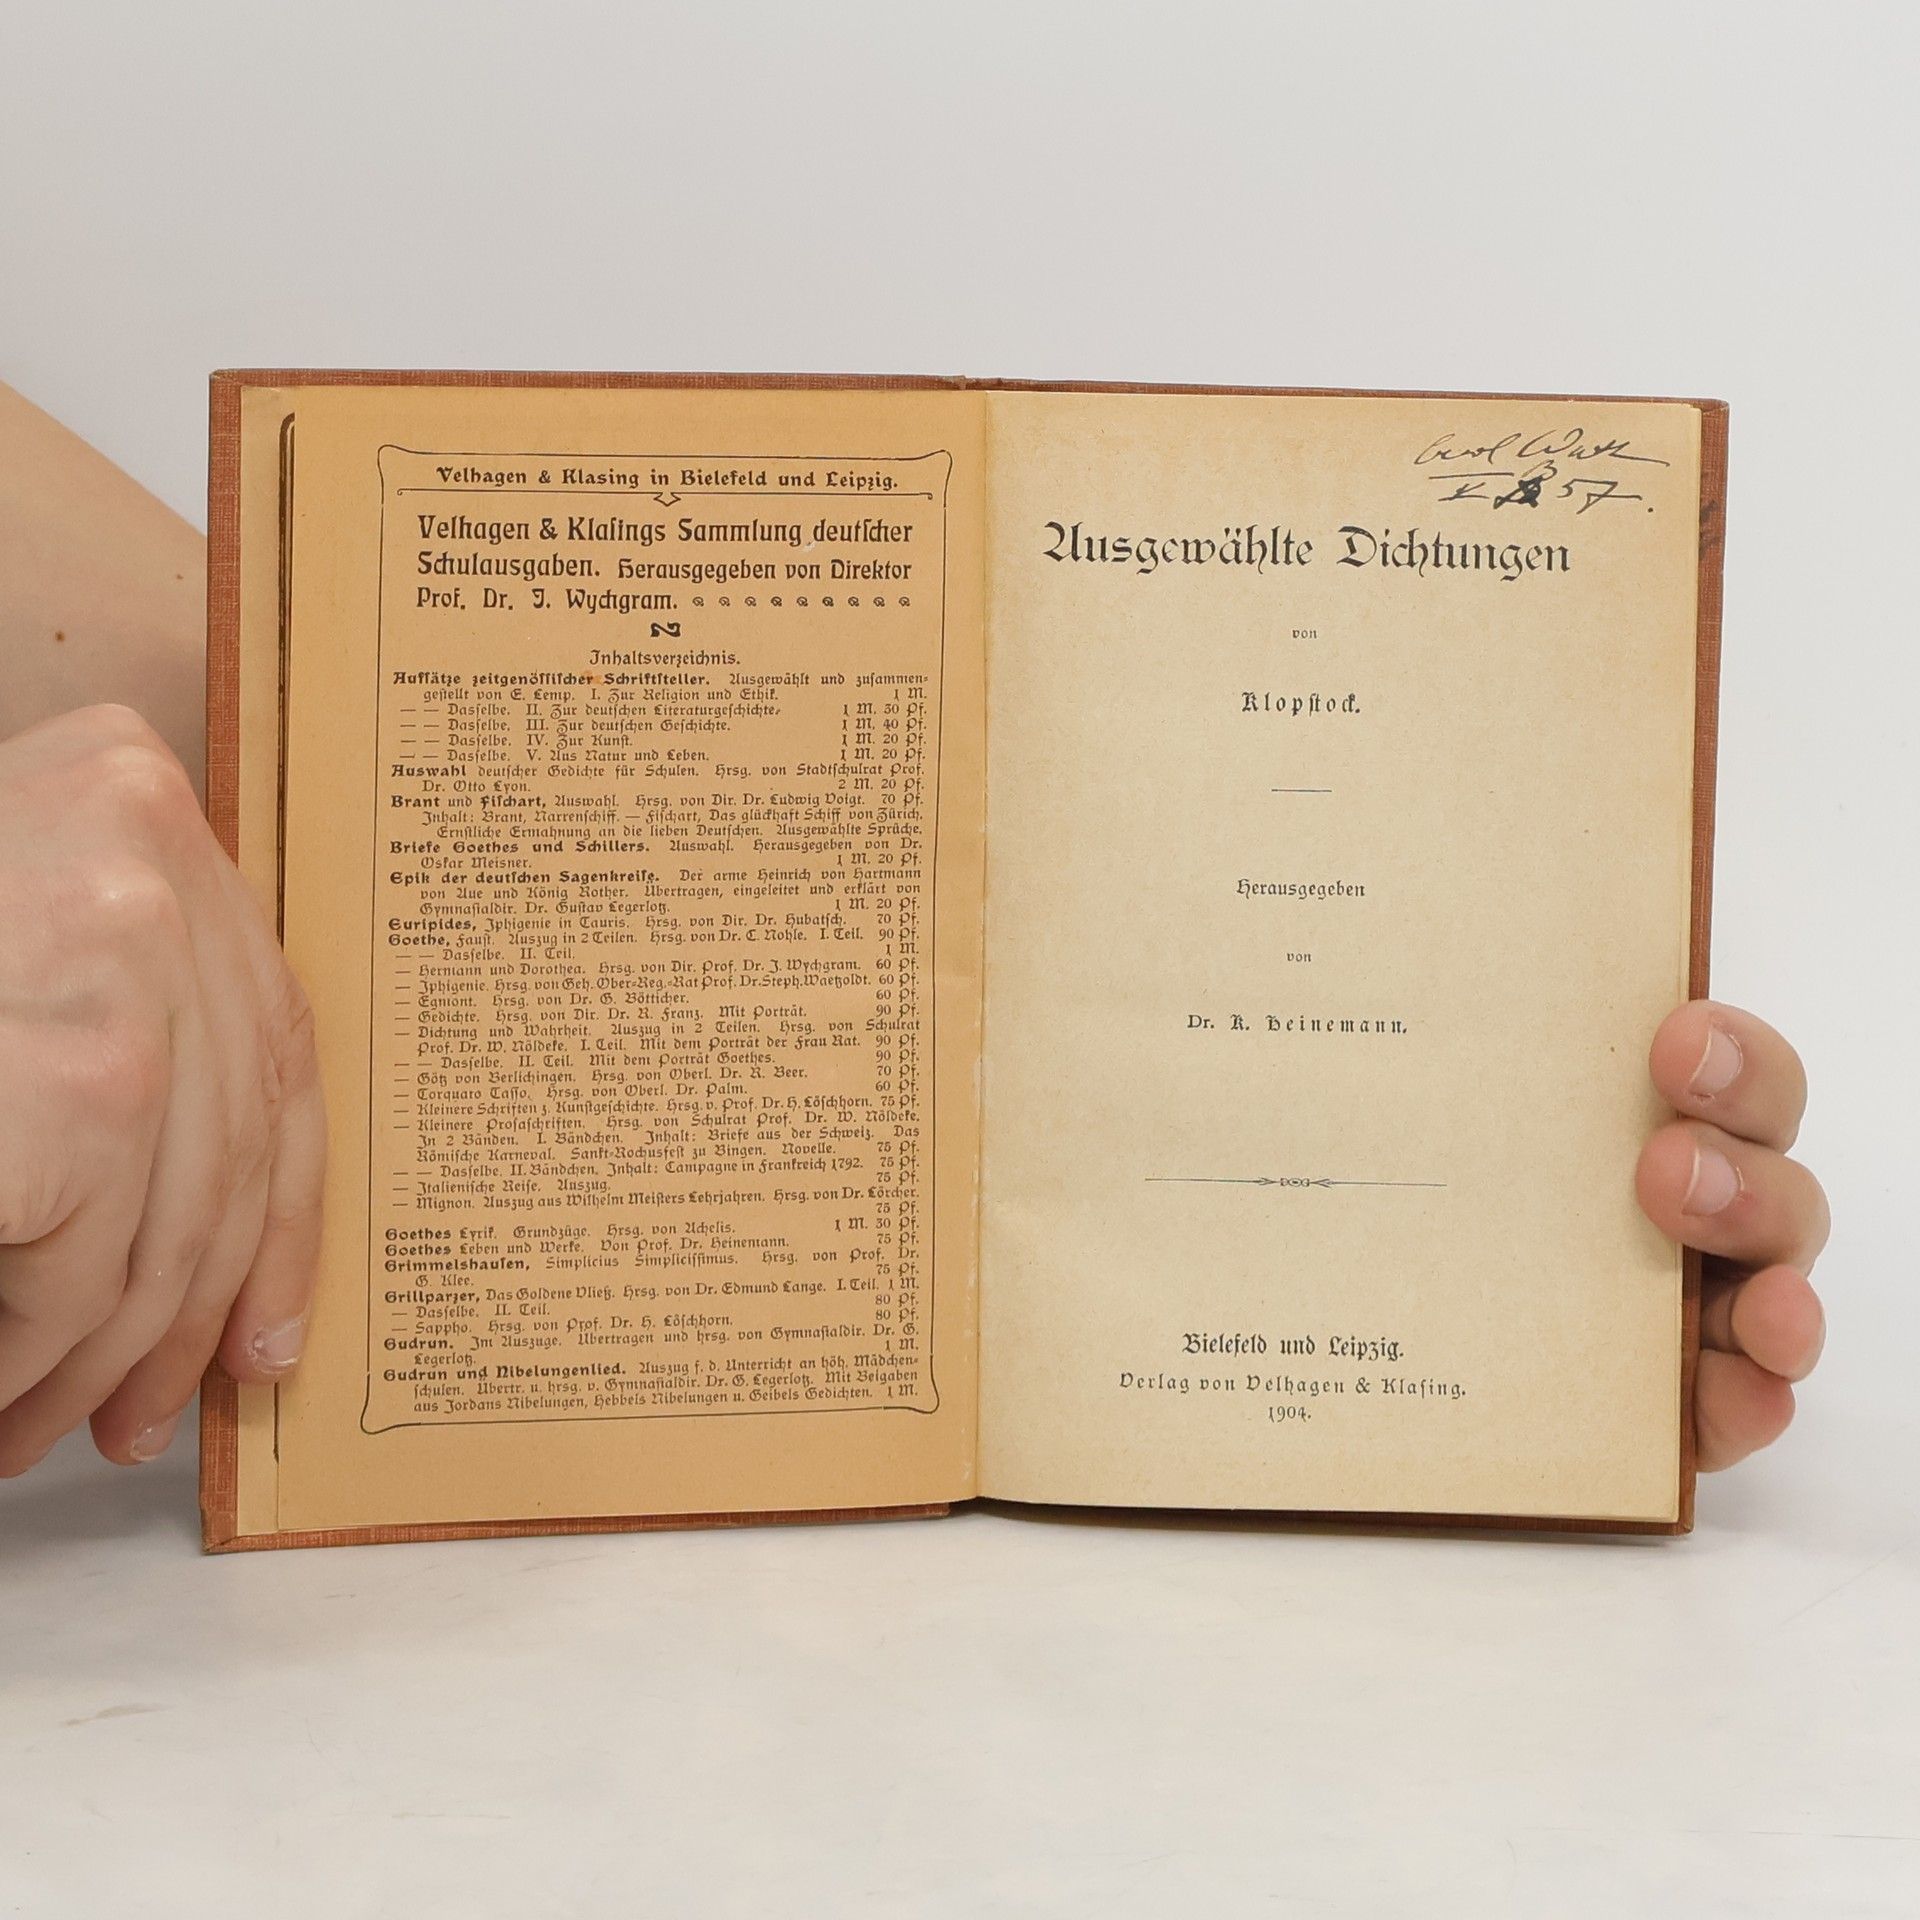 Velhagen & Klasing in Bielefeld und Leipzig.
Velhagen & Klaſings Sammlung deutſcher
Schulausgaben. Herausgegeben von Direktor
Prof. Dr. J. Wychgram.
Inhaltsverzeichnis.
Aufſätze zeitgenöſſiſcher Schriftſteller. Ausgewählt und zuſammen-
geſtellt von E. Lemp. I. Zur Religion und Ethik. 1 M.
— — Dasſelbe. II. Zur deutſchen Literaturgeſchichte. 1 M. 30 Pf.
— — Dasſelbe. III. Zur deutſchen Geſchichte. 1 M. 40 Pf.
— — Dasſelbe. IV. Zur Kunſt. 1 M. 20 Pf.
— — Dasſelbe. V. Aus Natur und Leben. 1 M. 20 Pf.
Auswahl deutſcher Gedichte für Schulen. Hrsg. von Stadtſchulrat Prof.
Dr. Otto Lyon. 2 M. 20 Pf.
Brant und Fiſchart, Auswahl. Hrsg. von Dir. Dr. Ludwig Voigt. 70 Pf.
Inhalt: Brant, Narrenſchiff. — Fiſchart, Das glückhaft Schiff von Zürich.
Ernſtliche Ermahnung an die lieben Deutſchen. Ausgewählte Sprüche.
Briefe Goethes und Schillers. Auswahl. Herausgegeben von Dr.
Oskar Meisner. 1 M. 20 Pf.
Epik der deutſchen Sagenkreiſe. Der arme Heinrich von Hartmann
von Aue und König Rother. Übertragen, eingeleitet und erklärt von
Gymnaſialdir. Dr. Guſtav Legerlotz. 1 M. 20 Pf.
Euripides, Iphigenie in Tauris. Hrsg. von Dir. Dr. Hubatſch. 70 Pf.
Goethe, Fauſt. Auszug in 2 Teilen. Hrsg. von Dr. C. Nohle. I. Teil. 90 Pf.
— — Dasſelbe. II. Teil. 1 M.
— Hermann und Dorothea. Hrsg. von Dir. Prof. Dr. J. Wychgram. 60 Pf.
— Iphigenie. Hrsg. von Geh. Ober-Reg.-Rat Prof. Dr. Steph. Waetzoldt. 60 Pf.
— Egmont. Hrsg. von Dr. G. Bötticher. 60 Pf.
— Gedichte. Hrsg. von Dir. Dr. R. Franz. Mit Porträt. 90 Pf.
— Dichtung und Wahrheit. Auszug in 2 Teilen. Hrsg. von Schulrat
Prof. Dr. W. Nöldeke. I. Teil. Mit dem Porträt der Frau Rat. 90 Pf.
— — Dasſelbe. II. Teil. Mit dem Porträt Goethes. 90 Pf.
— Götz von Berlichingen. Hrsg. von Oberl. Dr. R. Beer. 70 Pf.
— Torquato Taſſo. Hrsg. von Oberl. Dr. Palm. 60 Pf.
— Kleinere Schriften z. Kunſtgeſchichte. Hrsg. v. Prof. Dr. H. Löſchhorn. 75 Pf.
— Kleinere Proſaſchriften. Hrsg. von Schulrat Prof. Dr. W. Nöldeke.
In 2 Bänden. I. Bändchen. Inhalt: Briefe aus der Schweiz. Das
Römiſche Karneval. Sankt-Rochusfeſt zu Bingen. Novelle. 75 Pf.
— — Dasſelbe. II. Bändchen. Inhalt: Campagne in Frankreich 1792. 75 Pf.
— Italieniſche Reiſe. Auszug. 75 Pf.
— Mignon. Auszug aus Wilhelm Meiſters Lehrjahren. Hrsg. von Dr. Lörcher.
75 Pf.
Goethes Lyrik. Grundzüge. Hrsg. von Achelis. 1 M. 30 Pf.
Goethes Leben und Werke. Von Prof. Dr. Heinemann. 75 Pf.
Grimmelshauſen, Simplicius Simpliciſſimus. Hrsg. von Prof. Dr.
G. Klee. 75 Pf.
Grillparzer, Das Goldene Vließ. Hrsg. von Dr. Edmund Lange. I. Teil. 1 M.
— Dasſelbe. II. Teil. 80 Pf.
— Sappho. Hrsg. von Prof. Dr. H. Löſchhorn. 80 Pf.
Gudrun. Im Auszuge. Übertragen und hrsg. von Gymnaſialdir. Dr. G.
Legerlotz. 1 M.
Gudrun und Nibelungenlied. Auszug f. d. Unterricht an höh. Mädchen-
ſchulen. Übertr. u. hrsg. v. Gymnaſialdir. Dr. G. Legerlotz. Mit Beigaben
aus Jordans Nibelungen, Hebbels Nibelungen u. Geibels Gedichten. 1 M.
V B 57.
Ausgewählte Dichtungen
von
Klopſtock.
Herausgegeben
von
Dr. K. Heinemann.
Bielefeld und Leipzig.
Verlag von Velhagen & Klaſing.
1904.